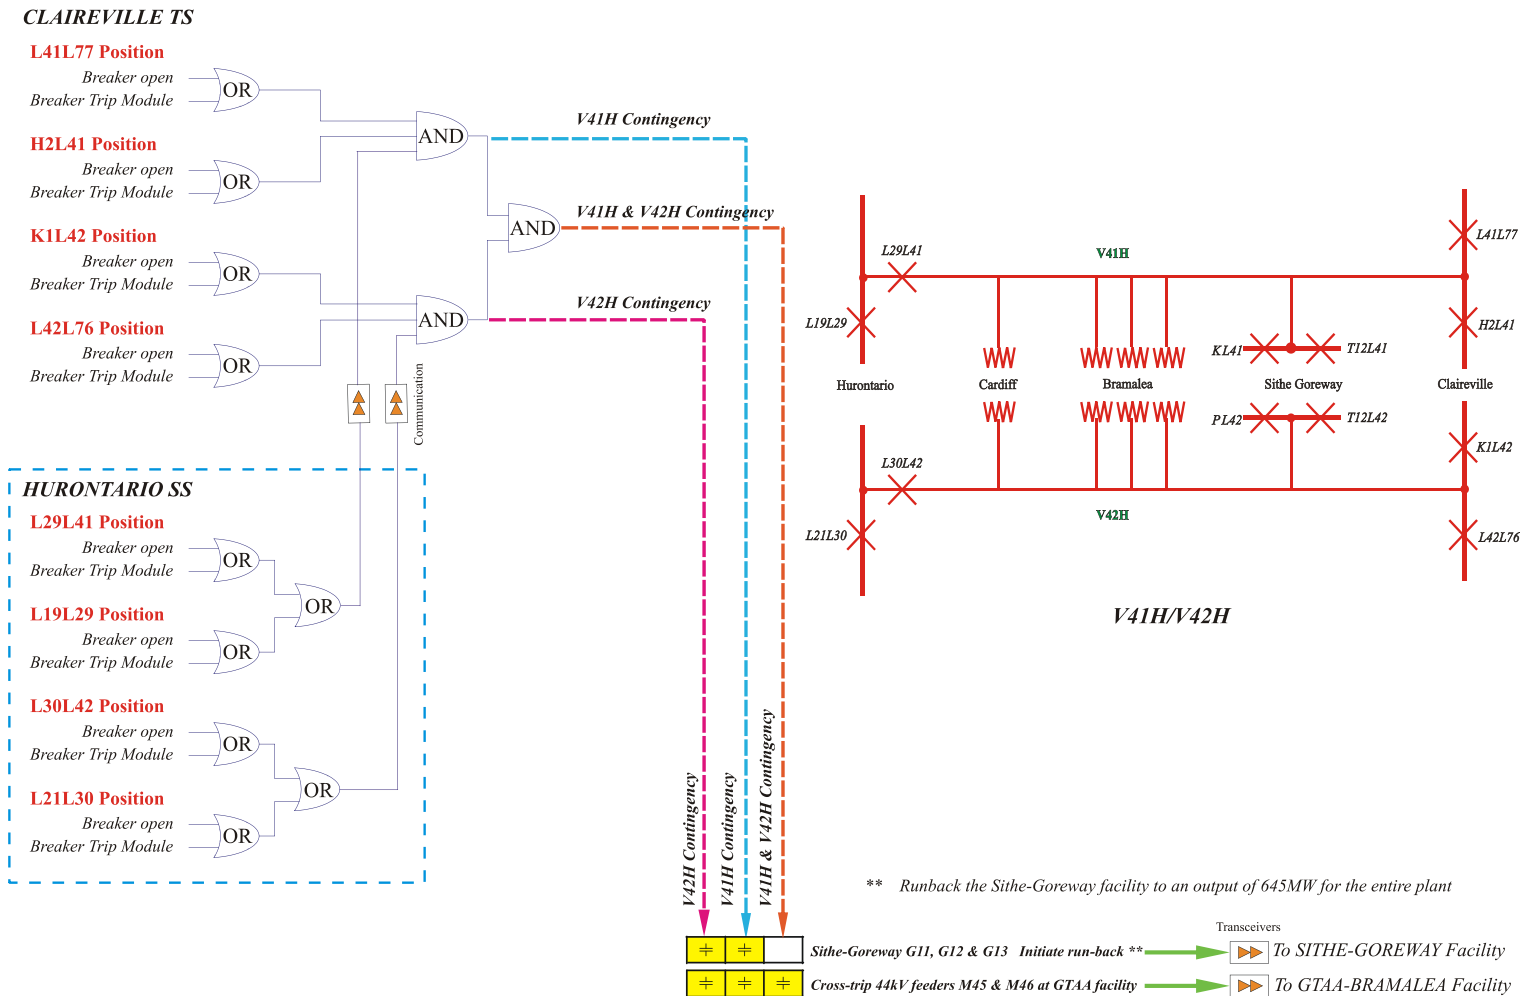 CLAIREVILLE TS
L41L77 Position
Breaker open
Breaker Trip Module
OR
H2L41 Position
Breaker open
Breaker Trip Module
OR
K1L42 Position
Breaker open
Breaker Trip Module
OR
L42L76 Position
Breaker open
Breaker Trip Module
OR
AND
AND
AND
V41H Contingency
V41H & V42H Contingency
V42H Contingency
Communication
HURONTARIO SS
L29L41 Position
Breaker open
Breaker Trip Module
OR
L19L29 Position
Breaker open
Breaker Trip Module
OR
OR
L30L42 Position
Breaker open
Breaker Trip Module
OR
L21L30 Position
Breaker open
Breaker Trip Module
OR
OR
V42H Contingency
V41H Contingency
V41H & V42H Contingency
L29L41
V41H
L41L77
L19L29
H2L41
KL41
T12L41
Hurontario
Cardiff
Bramalea
Sithe Goreway
Claireville
PL42
T12L42
L30L42
K1L42
V42H
L21L30
L42L76
V41H/V42H
** Runback the Sithe-Goreway facility to an output of 645MW for the entire plant
Transceivers
Sithe-Goreway G11, G12 & G13 Initiate run-back **
To SITHE-GOREWAY Facility
Cross-trip 44kV feeders M45 & M46 at GTAA facility
To GTAA-BRAMALEA Facility